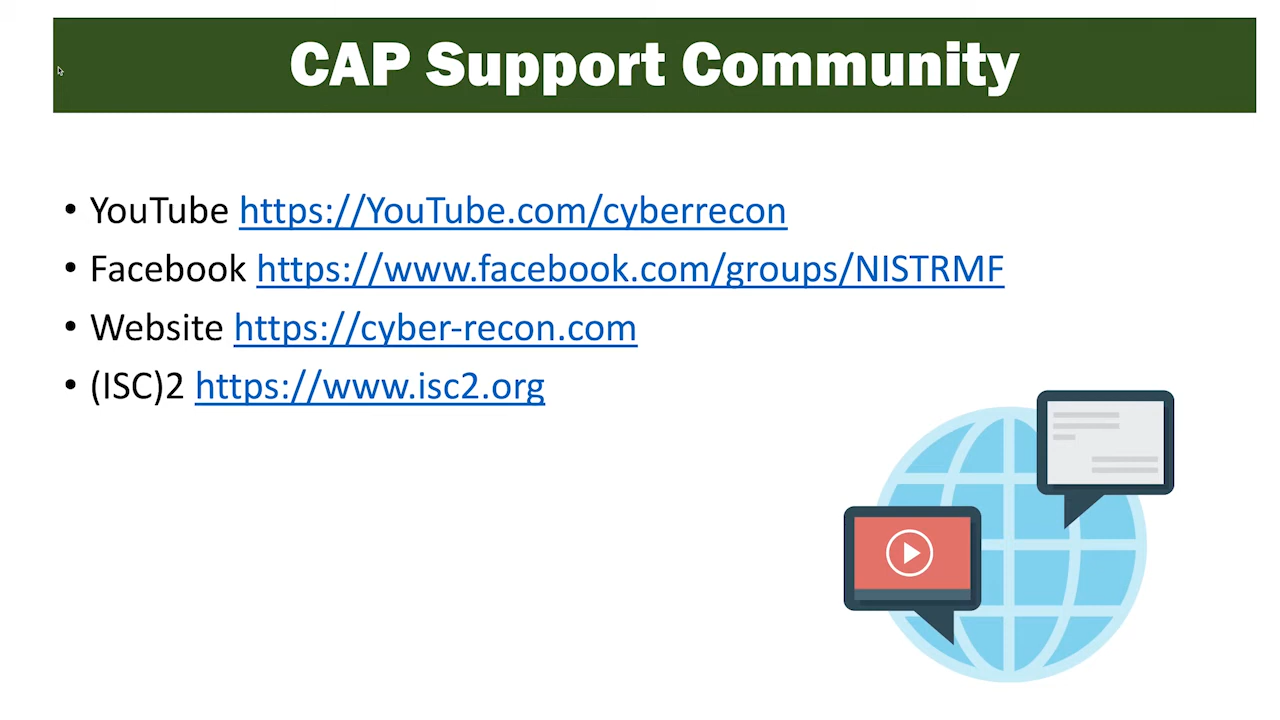 CAP Support Community
• YouTube https://YouTube.com/cyberrecon
• Facebook https://www.facebook.com/groups/NISTRMF
• Website https://cyber-recon.com
• (ISC)2 https://www.isc2.org